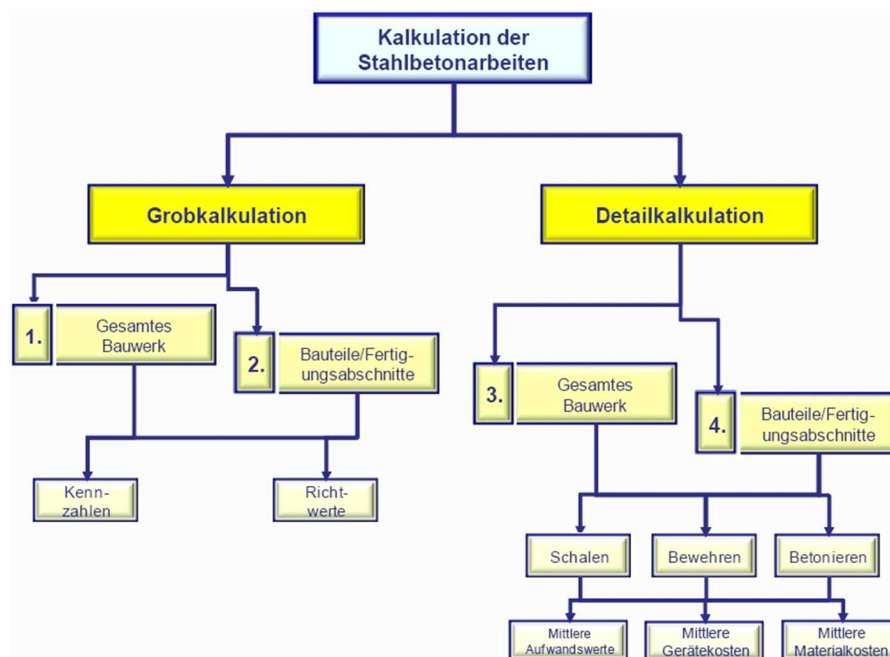 Kalkulation der
Stahlbetonarbeiten
Grobkalkulation
Detailkalkulation
1.
Gesamtes
Bauwerk
2.
Bauteile/Fertig-
ungsabschnitte
3.
Gesamtes
Bauwerk
4.
Bauteile/Fertig-
ungsabschnitte
Kenn-
zahlen
Richt-
werte
Schalen
Bewehren
Betonieren
Mittlere
Aufwandswerte
Mittlere
Gerätekosten
Mittlere
Materialkosten